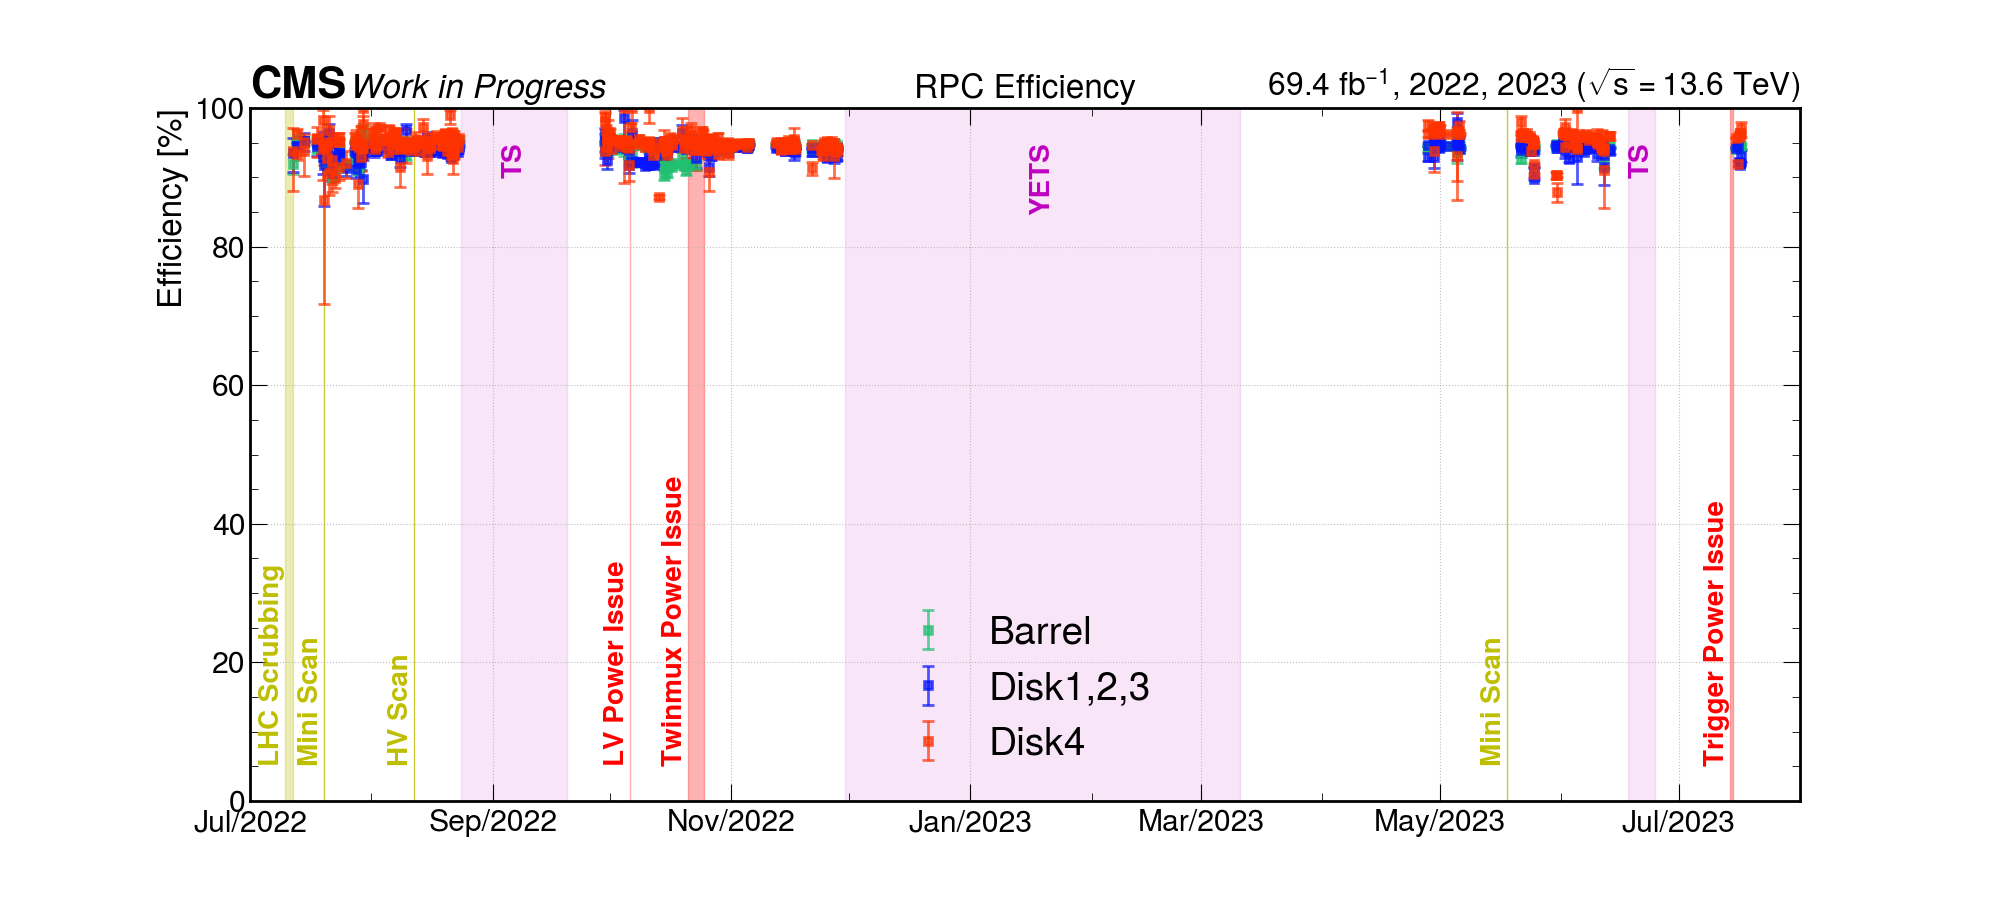 CMS Work in Progress
RPC Efficiency
69.4 fb⁻¹, 2022, 2023 (√s = 13.6 TeV)
Efficiency [%]
100
80
60
40
20
0
LHC Scrubbing
Mini Scan
HV Scan
TS
LV Power Issue
Twinmux Power Issue
YETS
Mini Scan
TS
Trigger Power Issue
Barrel
Disk1,2,3
Disk4
Jul/2022
Sep/2022
Nov/2022
Jan/2023
Mar/2023
May/2023
Jul/2023